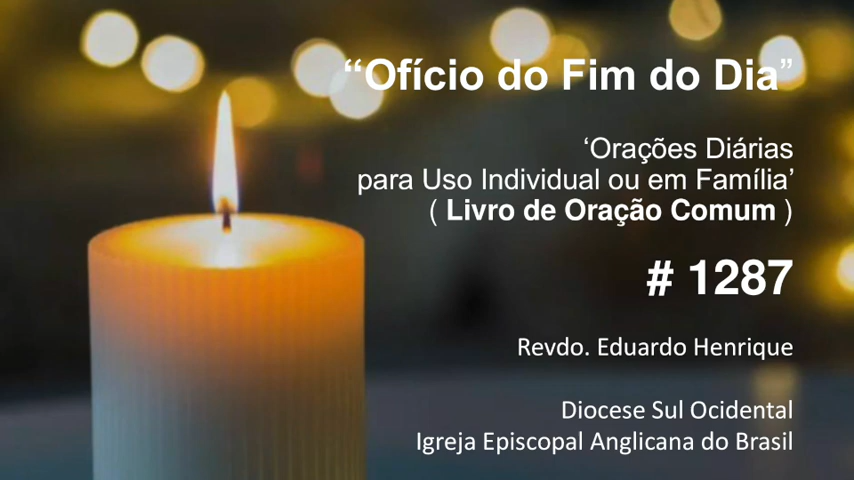 “Ofício do Fim do Dia”
‘Orações Diárias
para Uso Individual ou em Família’
( Livro de Oração Comum )
# 1287
Revdo. Eduardo Henrique
Diocese Sul Ocidental
Igreja Episcopal Anglicana do Brasil